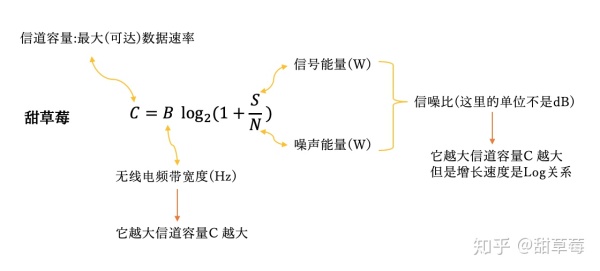 信道容量:最大(可达)数据速率
信号能量(W)
甜草莓
C = B log₂(1+S/N)
信噪比(这里的单位不是dB)
噪声能量(W)
它越大信道容量C 越大
但是增长速度是Log关系
无线电频带宽度(Hz)
它越大信道容量C 越大
知乎 @甜草莓